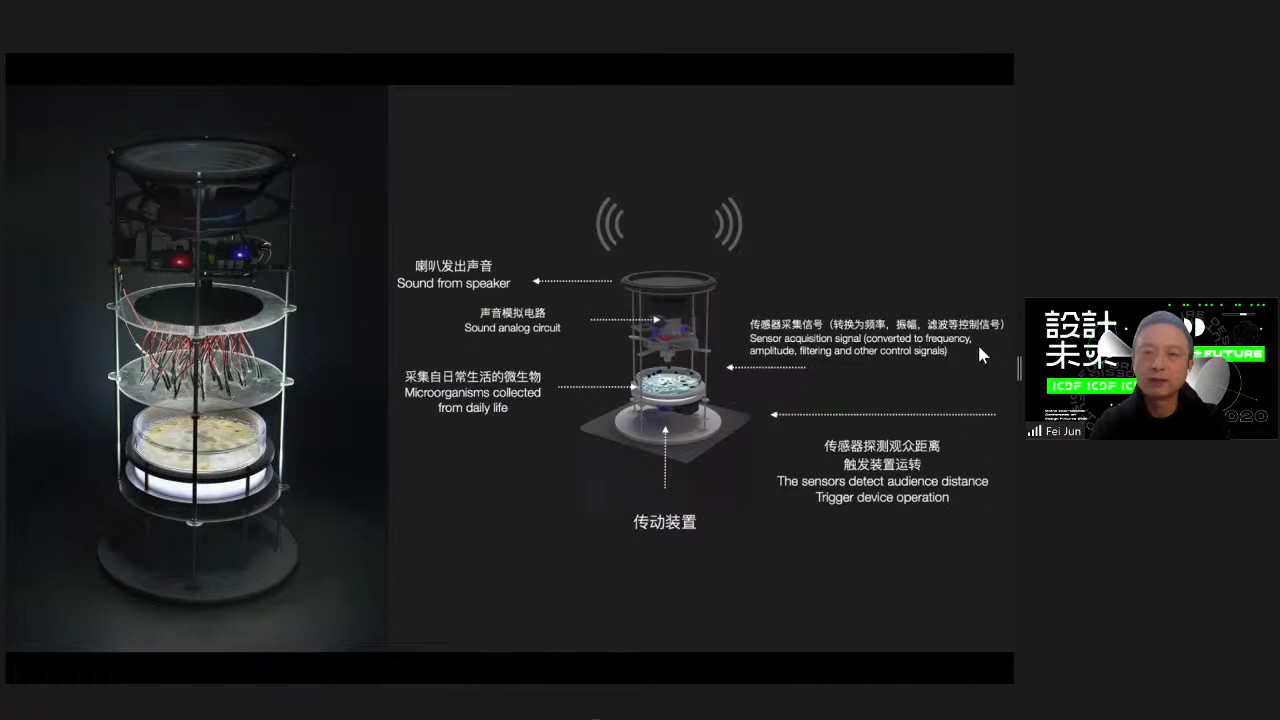 喇叭发出声音
Sound from speaker
声音模拟电路
Sound analog circuit
采集自日常生活的微生物
Microorganisms collected
from daily life
传感器采集信号（转换为频率，振幅，滤波等控制信号）
Sensor acquisition signal (converted to frequency,
amplitude, filtering and other control signals)
传感器探测观众距离
触发装置运转
The sensors detect audience distance
Trigger device operation
传动装置
設計
未来
+FUTURE
ICDF ICDF
2020
Fei Jun